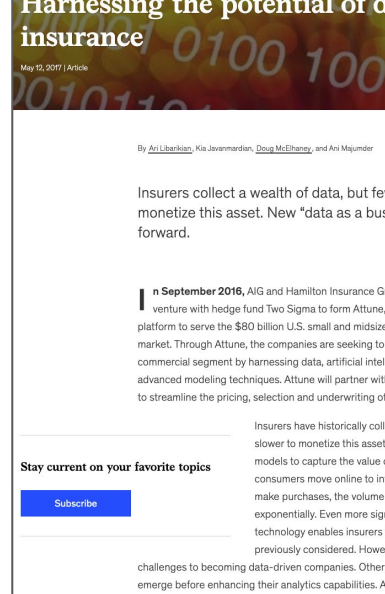 Harnessing the potential of d
insurance
May 12, 2017 | Article
By Ari Libarikian, Kia Javanmardian, Doug McElhaney, and Ani Majumder
Insurers collect a wealth of data, but fe
monetize this asset. New “data as a bus
forward.
In September 2016, AIG and Hamilton Insurance G
venture with hedge fund Two Sigma to form Attune,
platform to serve the $80 billion U.S. small and midsize
market. Through Attune, the companies are seeking to
commercial segment by harnessing data, artificial intel
advanced modeling techniques. Attune will partner wit
to streamline the pricing, selection and underwriting of
Insurers have historically coll
slower to monetize this asset
models to capture the value o
consumers move online to in
make purchases, the volume
exponentially. Even more sign
technology enables insurers
previously considered. Howe
Stay current on your favorite topics
Subscribe
challenges to becoming data-driven companies. Other
emerge before enhancing their analytics capabilities. A